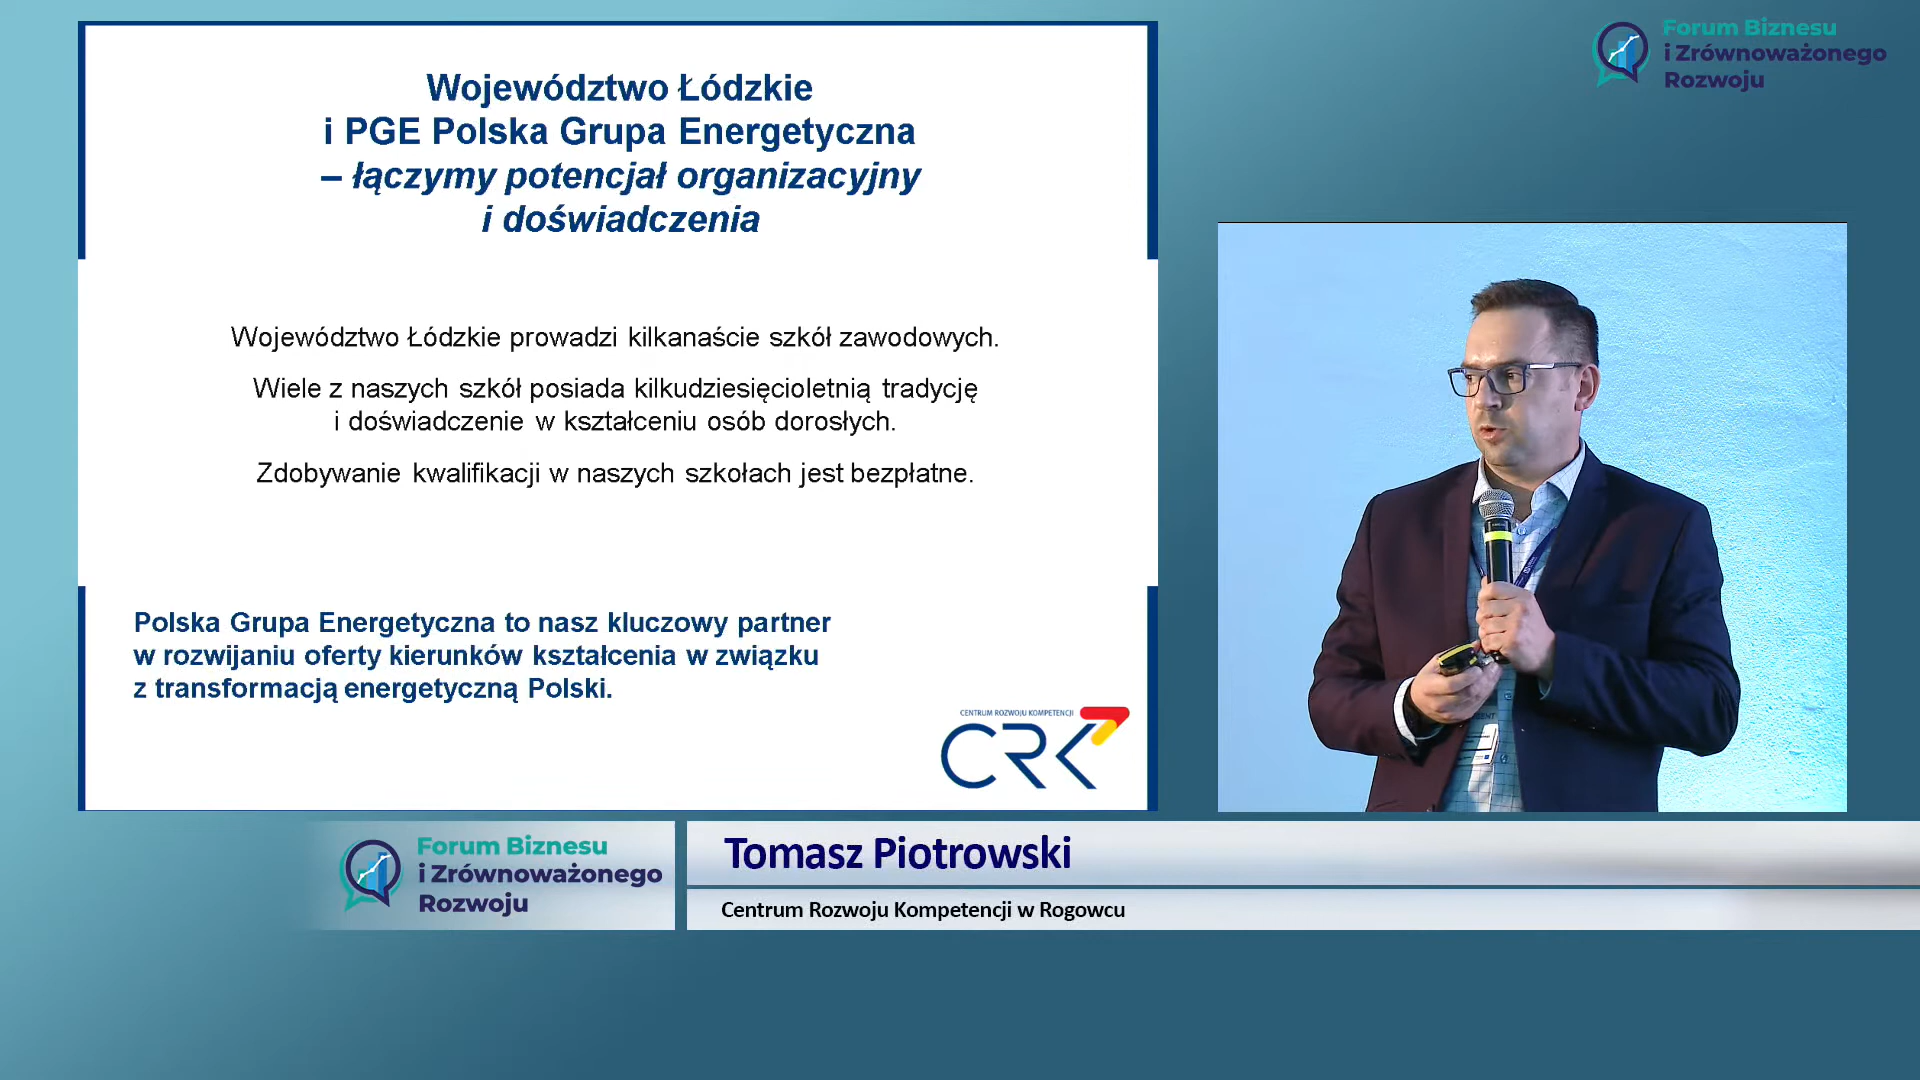 Województwo Łódzkie
i PGE Polska Grupa Energetyczna
– łączymy potencjał organizacyjny
i doświadczenia
Województwo Łódzkie prowadzi kilkanaście szkół zawodowych.
Wiele z naszych szkół posiada kilkudziesięcioletnią tradycję
i doświadczenie w kształceniu osób dorosłych.
Zdobywanie kwalifikacji w naszych szkołach jest bezpłatne.
Polska Grupa Energetyczna to nasz kluczowy partner
w rozwijaniu oferty kierunków kształcenia w związku
z transformacją energetyczną Polski.
CENTRUM ROZWOJU KOMPETENCJI
CRK
Forum Biznesu
i Zrównoważonego
Rozwoju
Forum Biznesu
i Zrównoważonego
Rozwoju
Tomasz Piotrowski
Centrum Rozwoju Kompetencji w Rogowcu